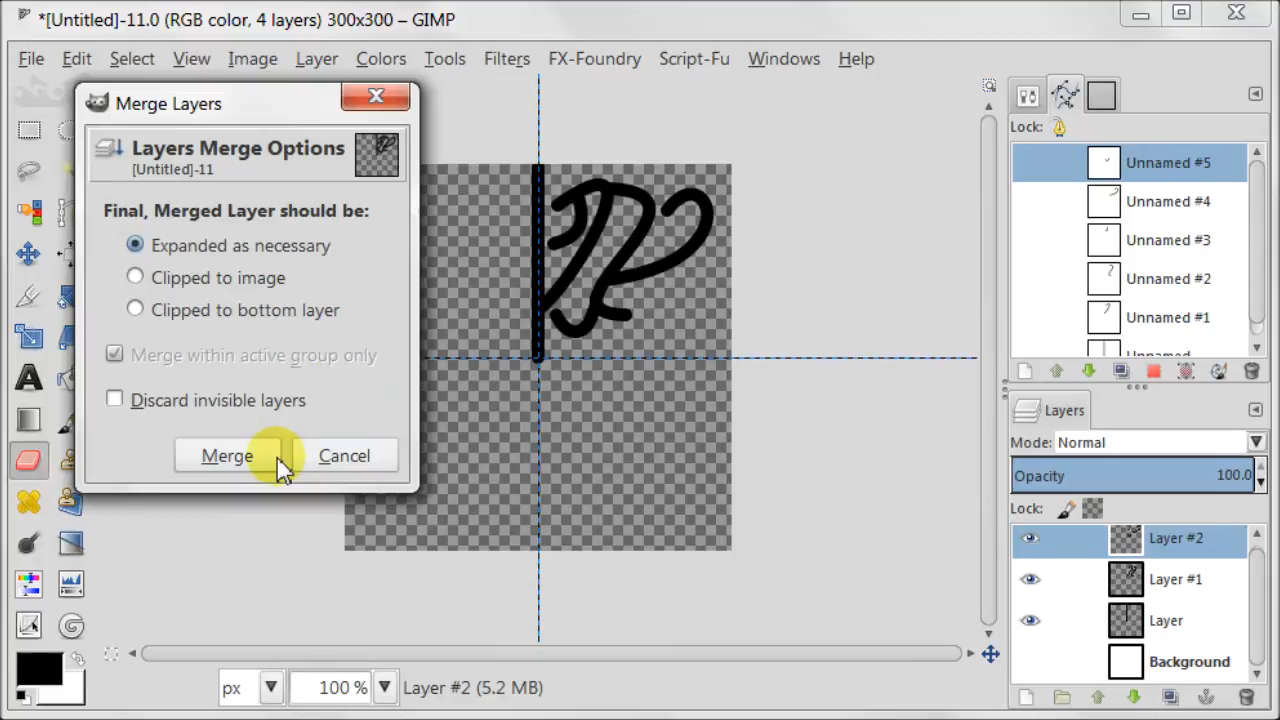 *[Untitled]-11.0 (RGB color, 4 layers) 300x300 – GIMP
File Edit Select View Image Layer Colors Tools Filters FX-Foundry Script-Fu Windows Help
Merge Layers
Layers Merge Options
[Untitled]-11
Final, Merged Layer should be:
Expanded as necessary
Clipped to image
Clipped to bottom layer
Merge within active group only
Discard invisible layers
Merge Cancel
Lock:
Unnamed #5
Unnamed #4
Unnamed #3
Unnamed #2
Unnamed #1
Unnamed
Layers
Mode: Normal
Opacity 100.0
Lock:
Layer #2
Layer #1
Layer
Background
px 100 % Layer #2 (5.2 MB)